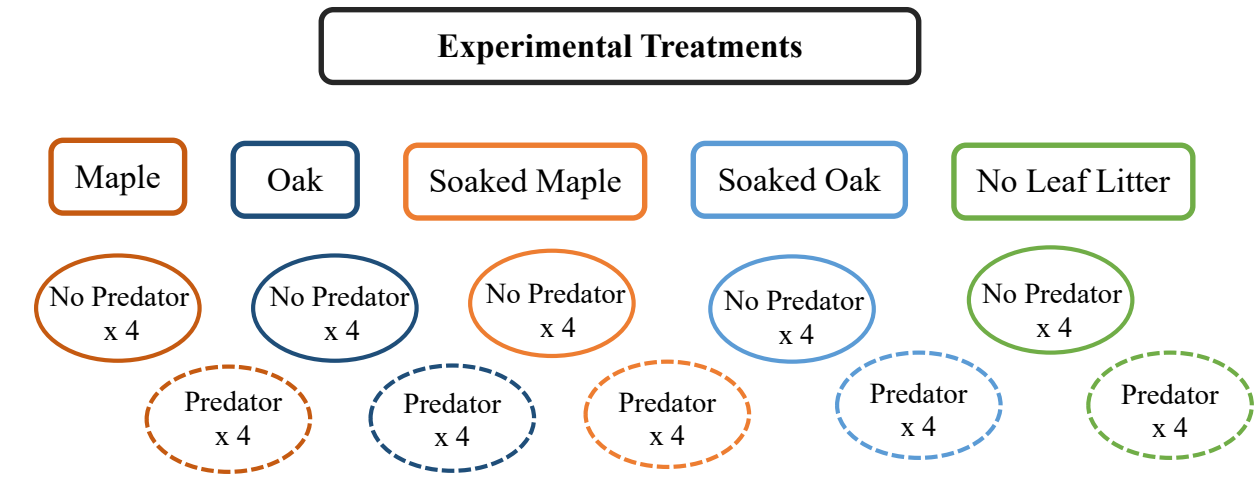 Experimental Treatments
Maple
Oak
Soaked Maple
Soaked Oak
No Leaf Litter
No Predator
x 4
No Predator
x 4
No Predator
x 4
No Predator
x 4
No Predator
x 4
Predator
x 4
Predator
x 4
Predator
x 4
Predator
x 4
Predator
x 4